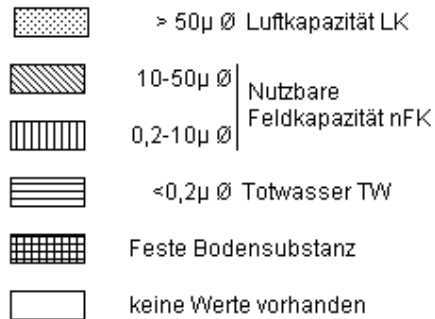 > 50µ Ø Luftkapazität LK
10-50µ Ø
Nutzbare
Feldkapazität nFK
0,2-10µ Ø
<0,2µ Ø Totwasser TW
Feste Bodensubstanz
keine Werte vorhanden